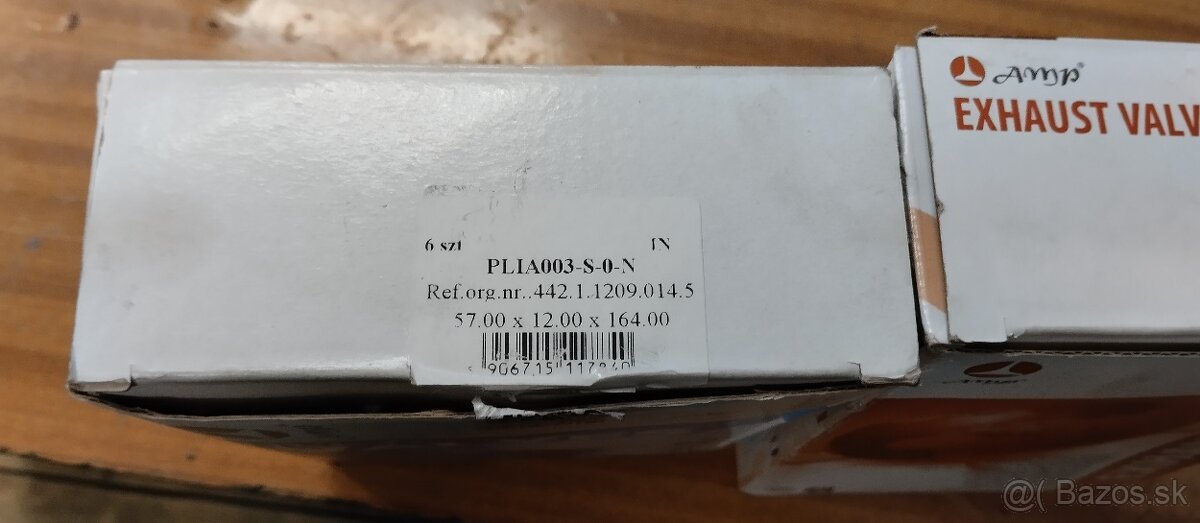 6 szt IN
PLIA003-S-0-N
Ref.org.nr..442.1.1209.014.5
57.00 x 12.00 x 164.00
AMP
EXHAUST VALV
@( Bazos.sk